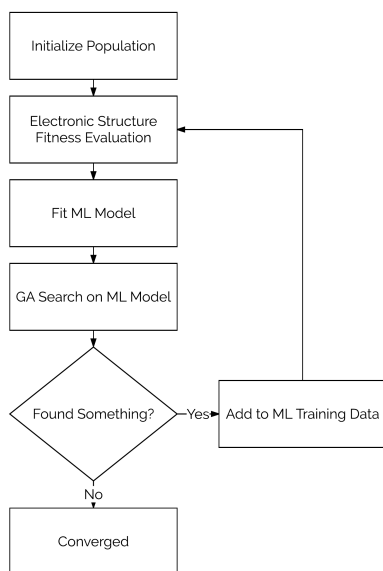 Initialize Population
Electronic Structure
Fitness Evaluation
Fit ML Model
GA Search on ML Model
Found Something?
Yes
Add to ML Training Data
No
Converged